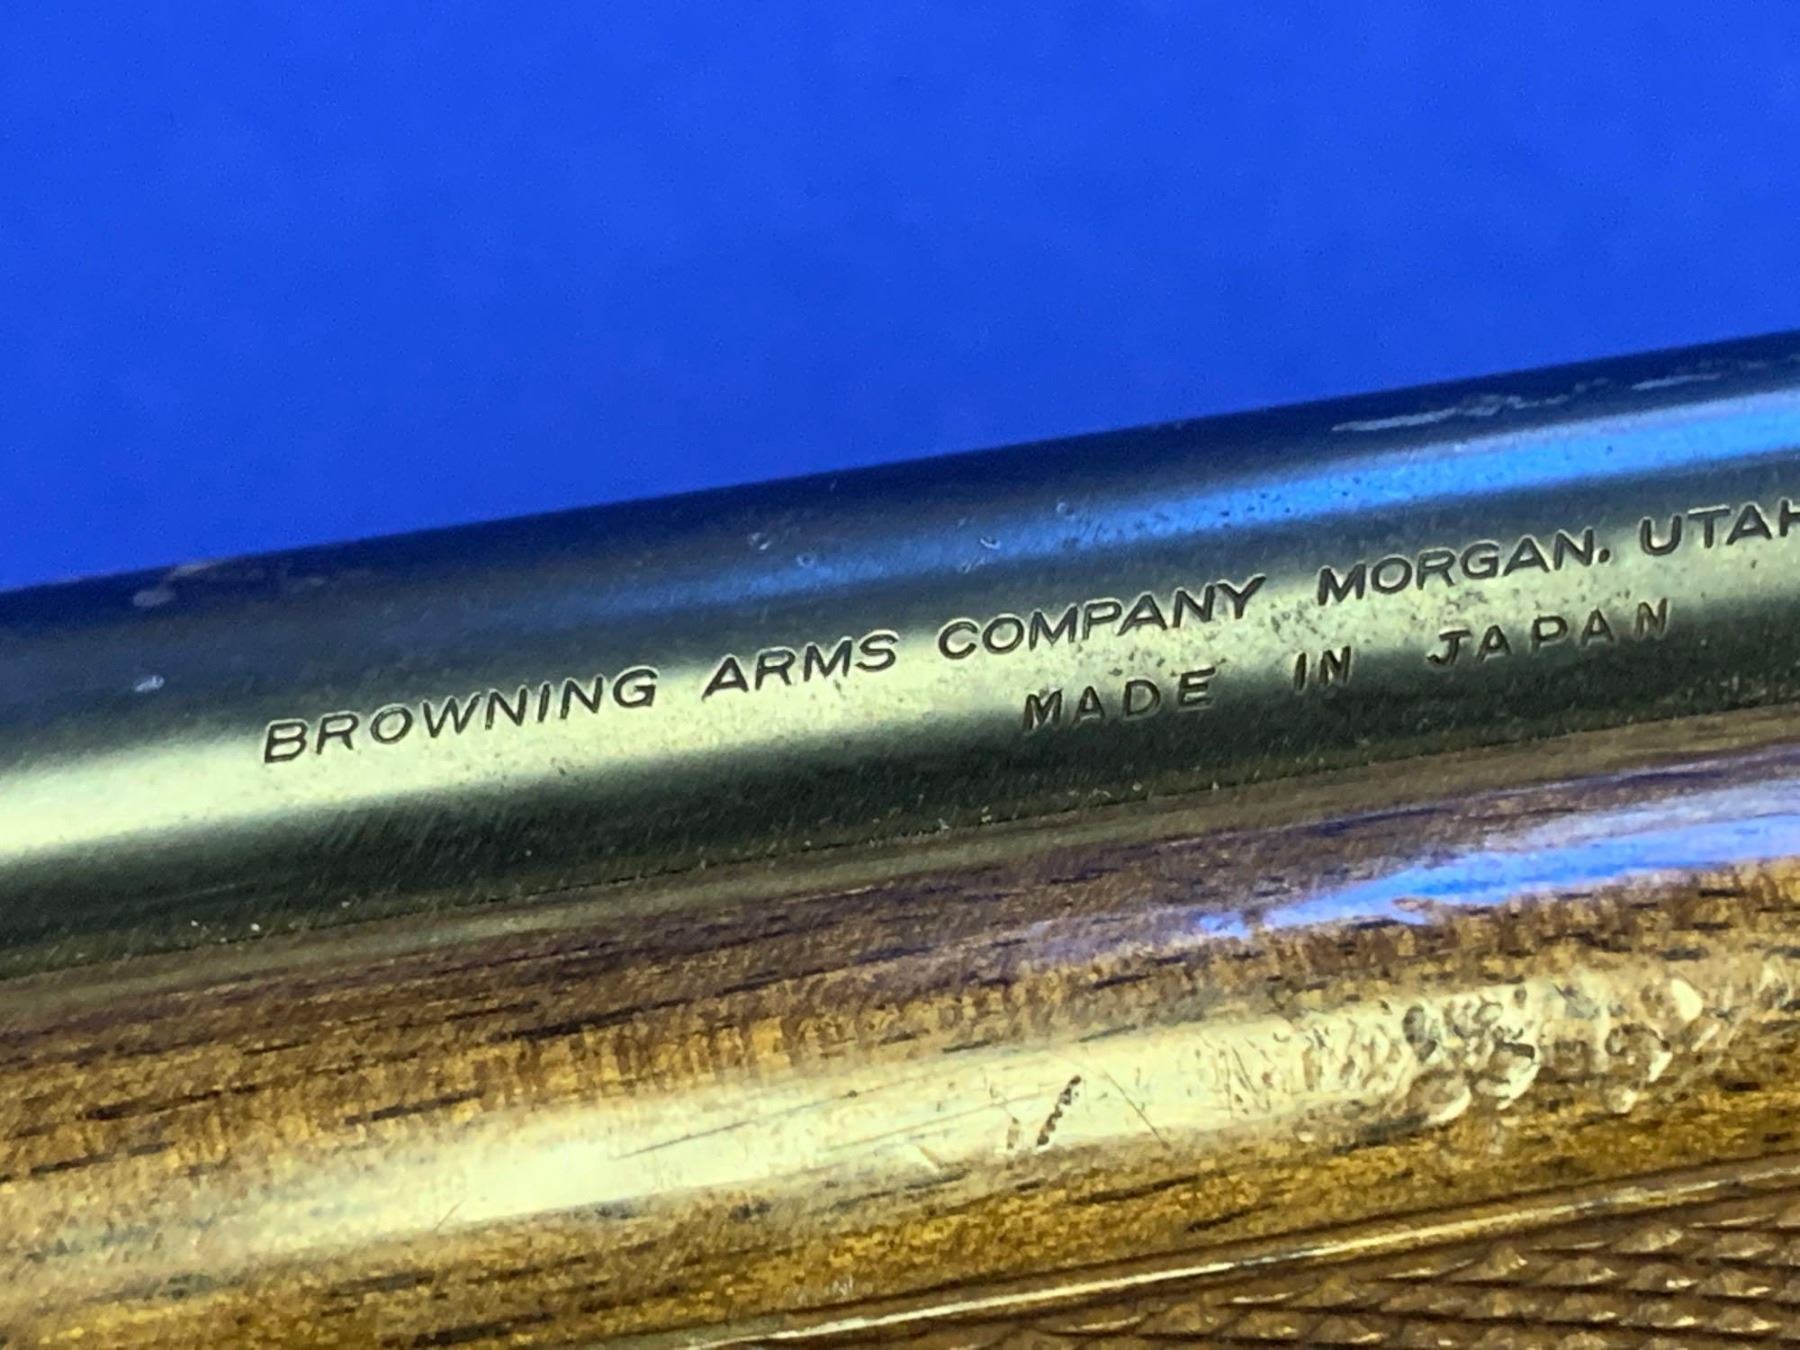 BROWNING ARMS COMPANY MORGAN, UTAH
MADE IN JAPAN